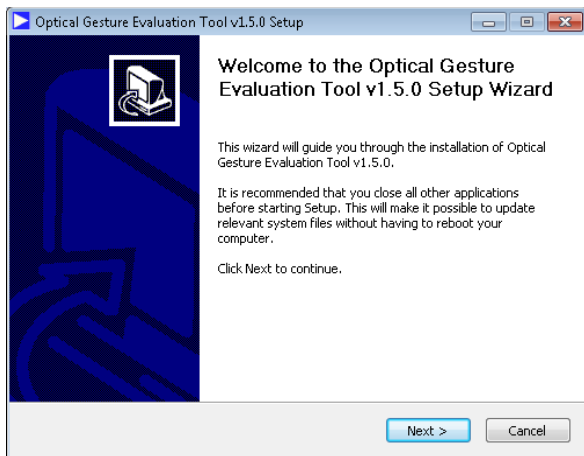 Optical Gesture Evaluation Tool v1.5.0 Setup
Welcome to the Optical Gesture
Evaluation Tool v1.5.0 Setup Wizard
This wizard will guide you through the installation of Optical
Gesture Evaluation Tool v1.5.0.
It is recommended that you close all other applications
before starting Setup. This will make it possible to update
relevant system files without having to reboot your
computer.
Click Next to continue.
Next >
Cancel